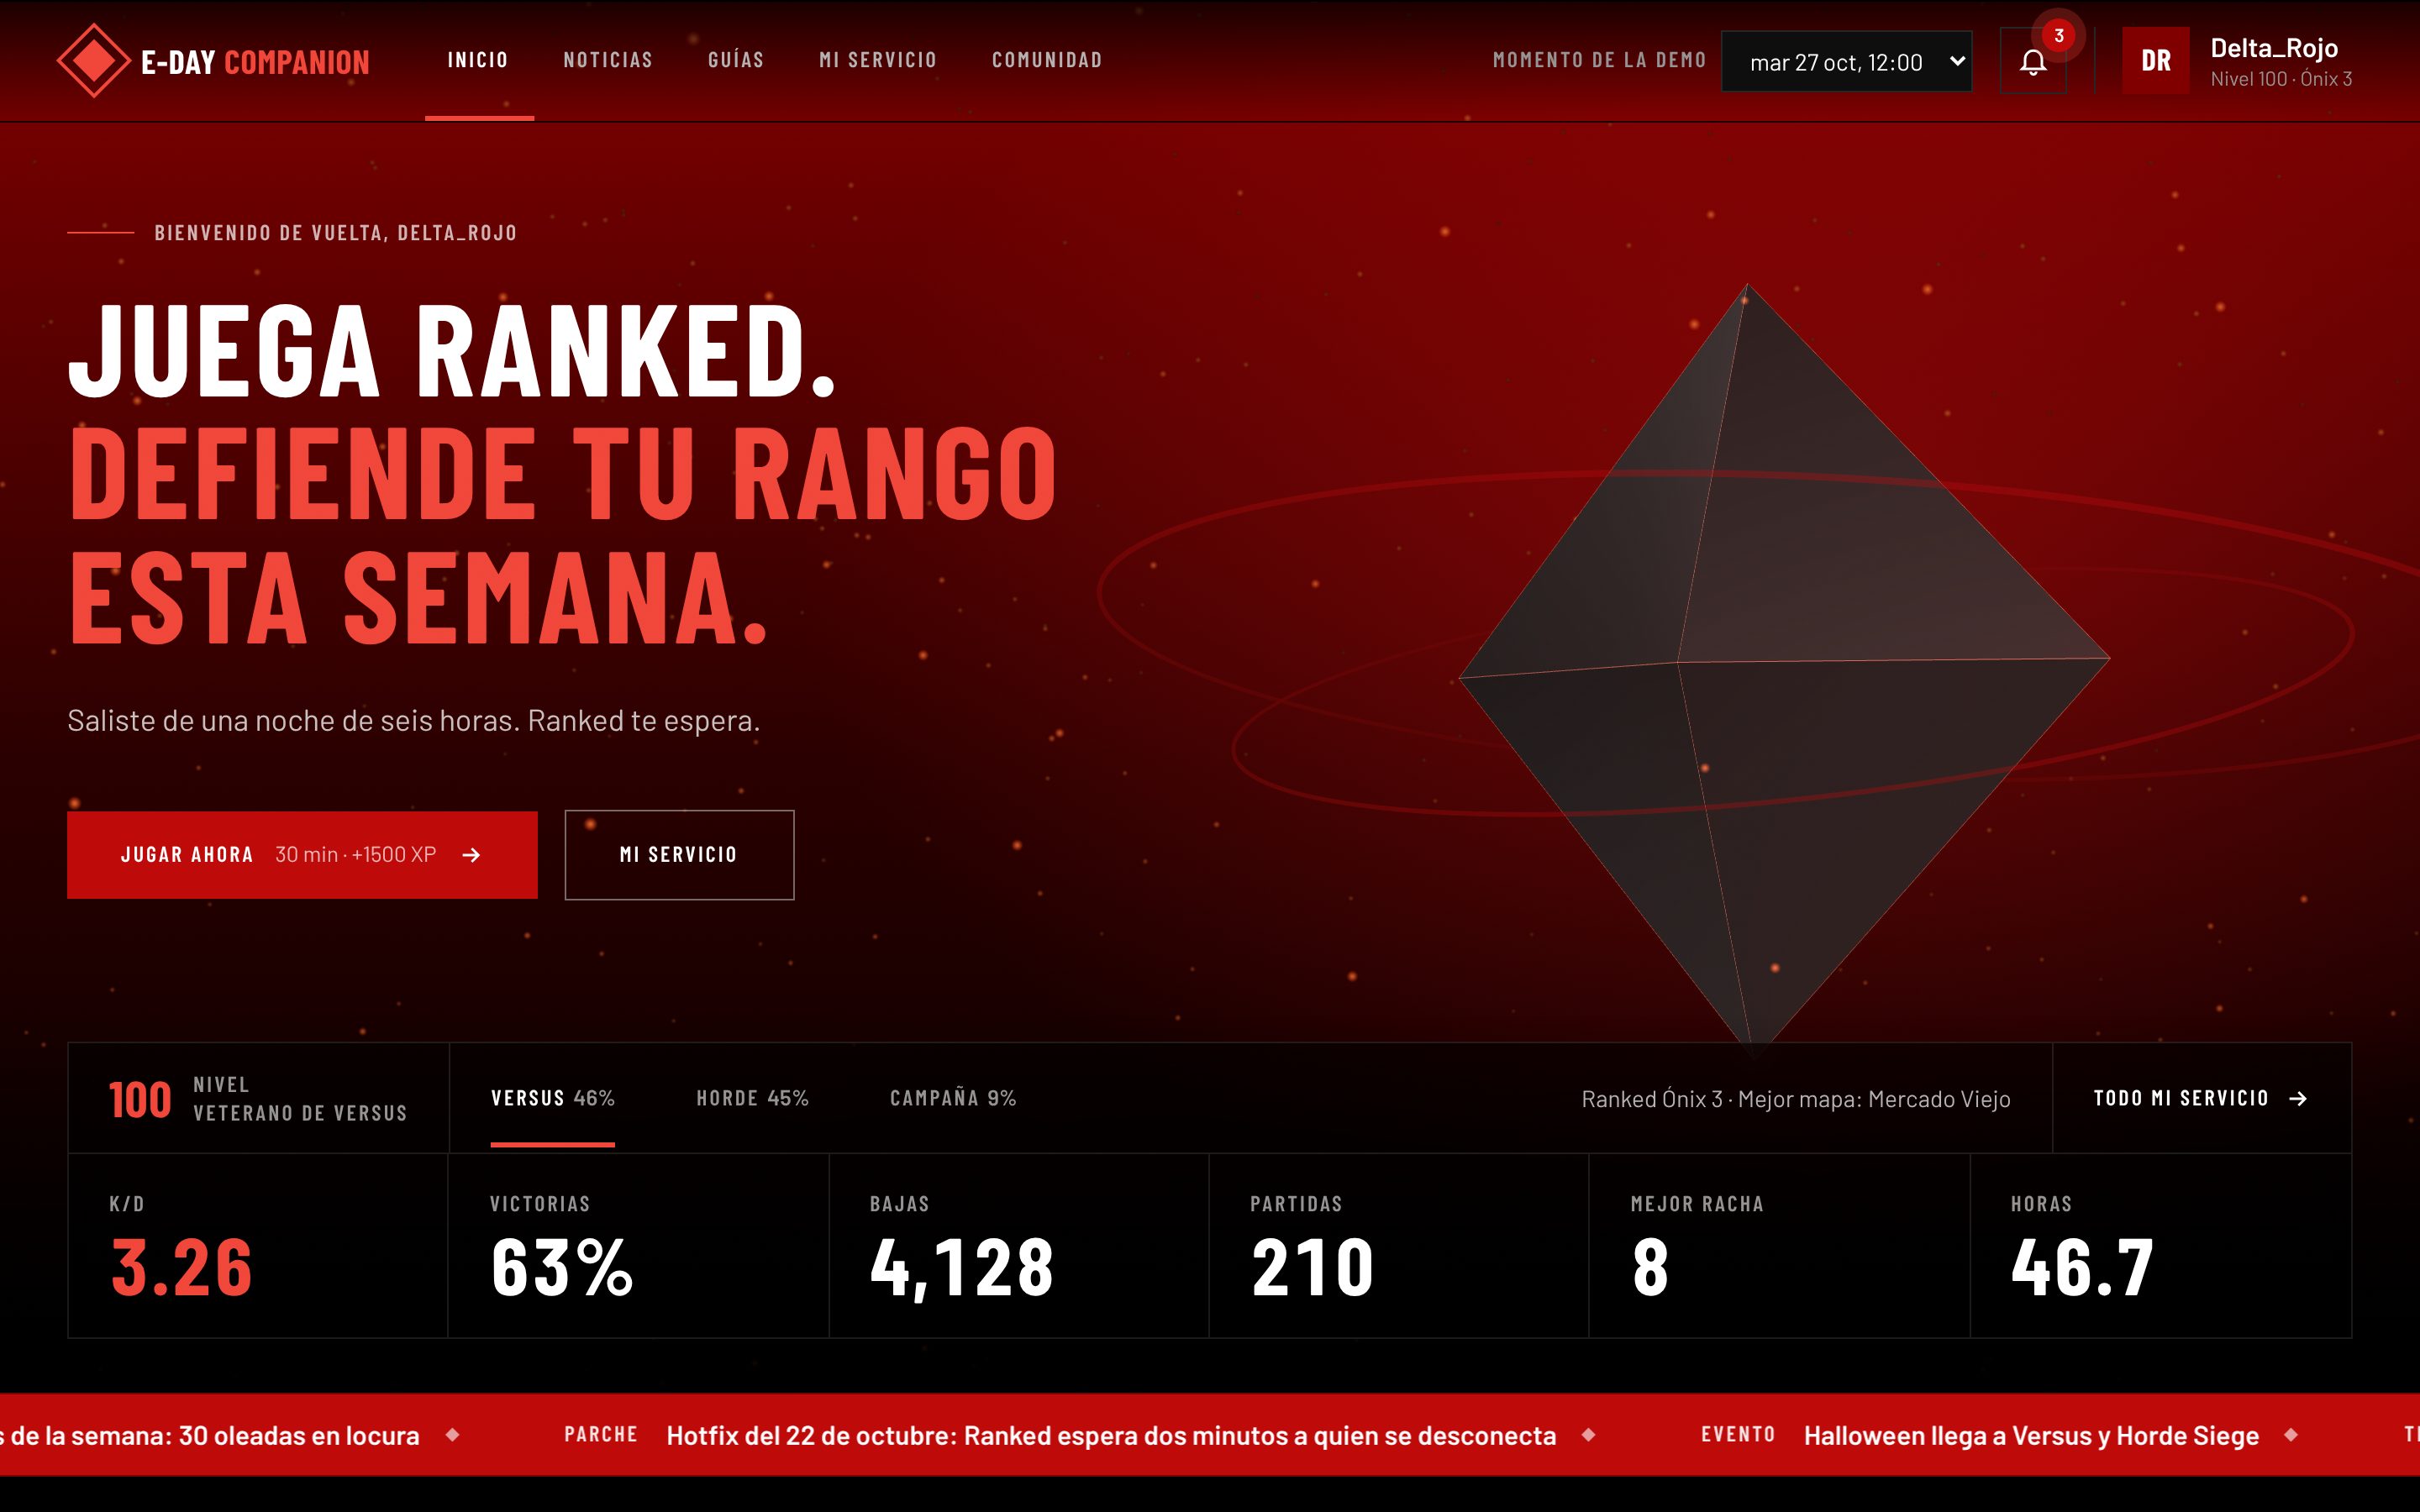 E-DAY COMPANION
INICIO
NOTICIAS
GUÍAS
MI SERVICIO
COMUNIDAD
MOMENTO DE LA DEMO
mar 27 oct, 12:00
3
DR
Delta_Rojo
Nivel 100 · Ónix 3
BIENVENIDO DE VUELTA, DELTA_ROJO
JUEGA RANKED.
DEFIENDE TU RANGO
ESTA SEMANA.
Saliste de una noche de seis horas. Ranked te espera.
JUGAR AHORA 30 min · +1500 XP →
MI SERVICIO
100 NIVEL
VETERANO DE VERSUS
VERSUS 46%
HORDE 45%
CAMPAÑA 9%
Ranked Ónix 3 · Mejor mapa: Mercado Viejo
TODO MI SERVICIO →
K/D
3.26
VICTORIAS
63%
BAJAS
4,128
PARTIDAS
210
MEJOR RACHA
8
HORAS
46.7
s de la semana: 30 oleadas en locura ◆ PARCHE Hotfix del 22 de octubre: Ranked espera dos minutos a quien se desconecta ◆ EVENTO Halloween llega a Versus y Horde Siege ◆